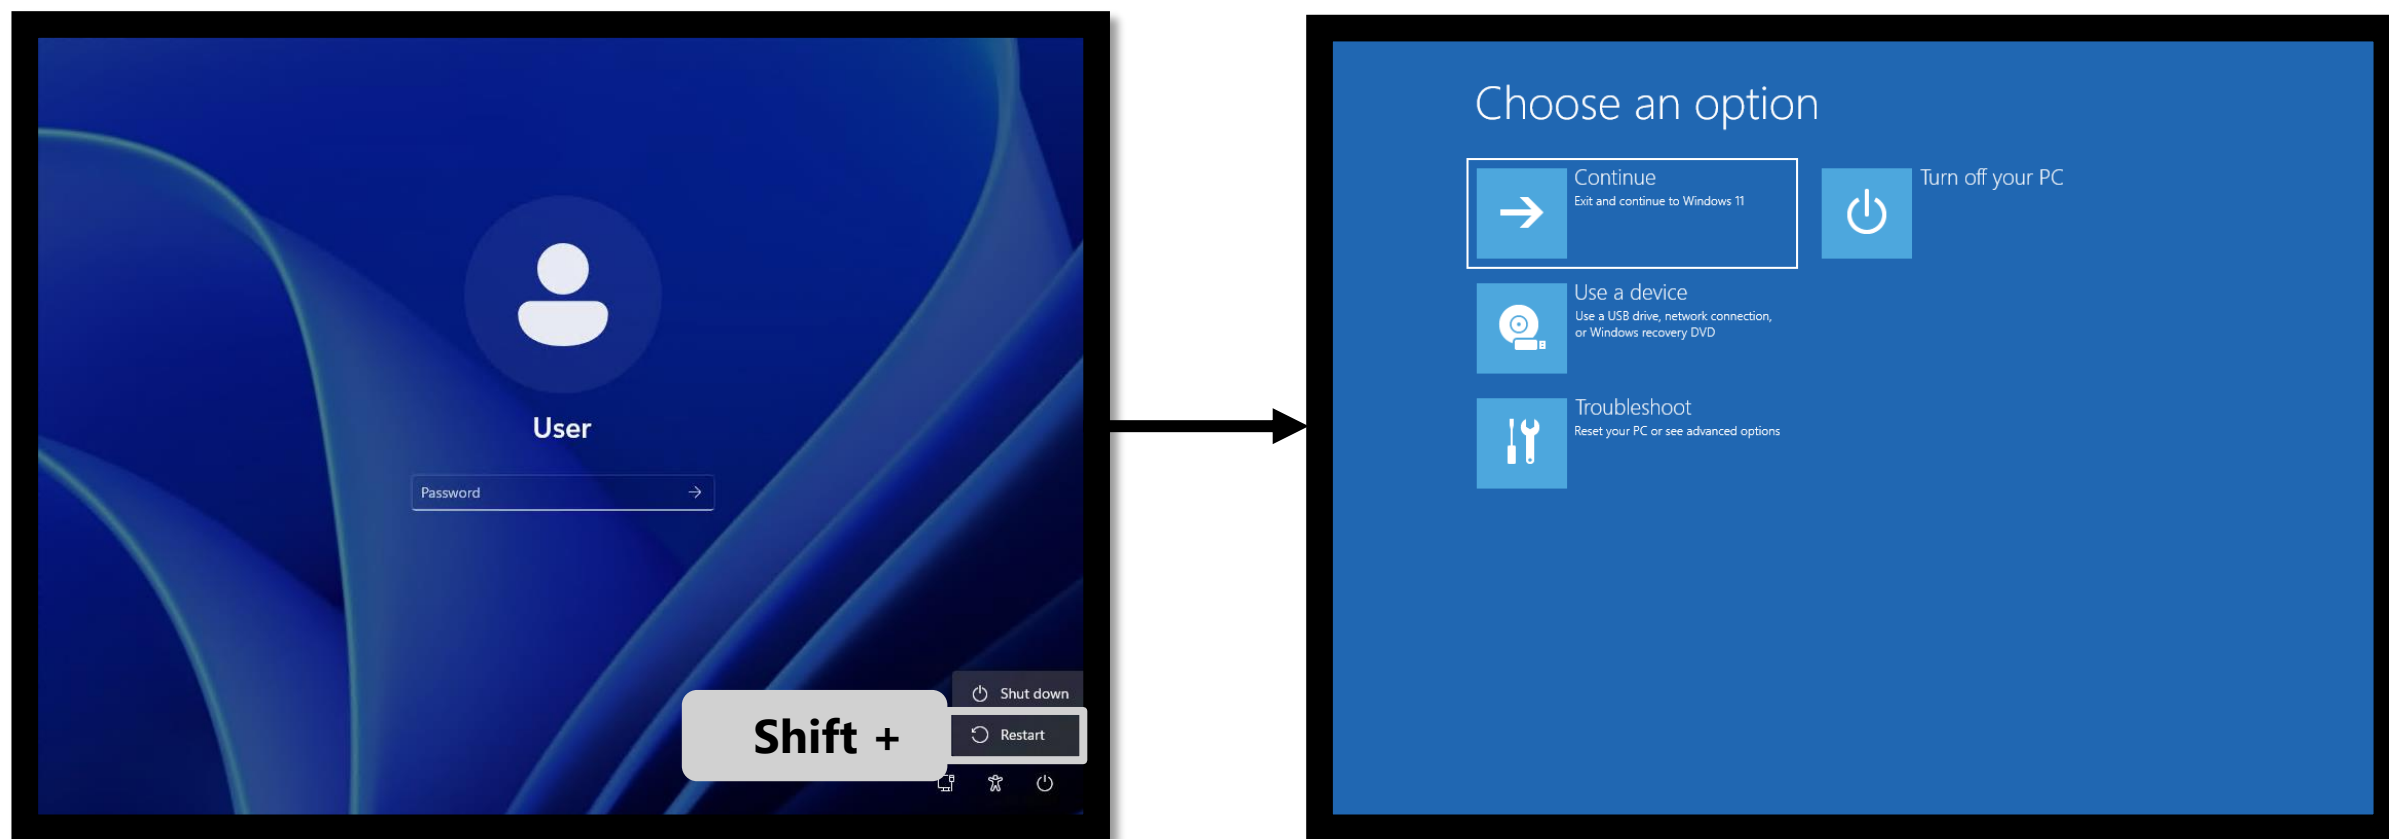 User
Password
Shut down
Shift +
Restart
Choose an option
Continue
Exit and continue to Windows 11
Turn off your PC
Use a device
Use a USB drive, network connection,
or Windows recovery DVD
Troubleshoot
Reset your PC or see advanced options